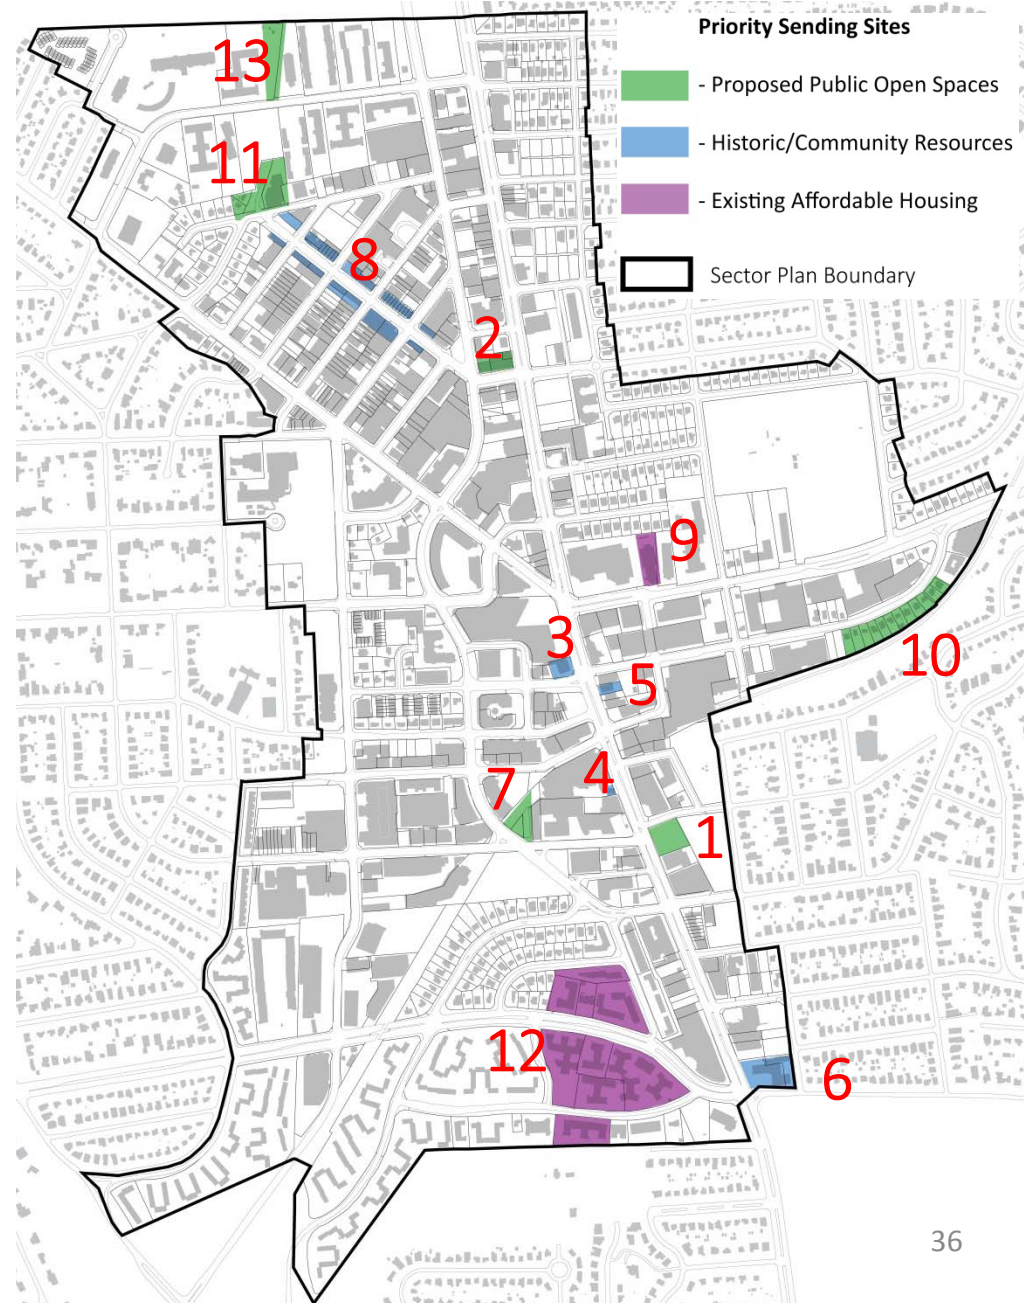 Priority Sending Sites
- Proposed Public Open Spaces
- Historic/Community Resources
- Existing Affordable Housing
Sector Plan Boundary
13
11
8
2
9
3
10
5
4
7
1
12
6
36